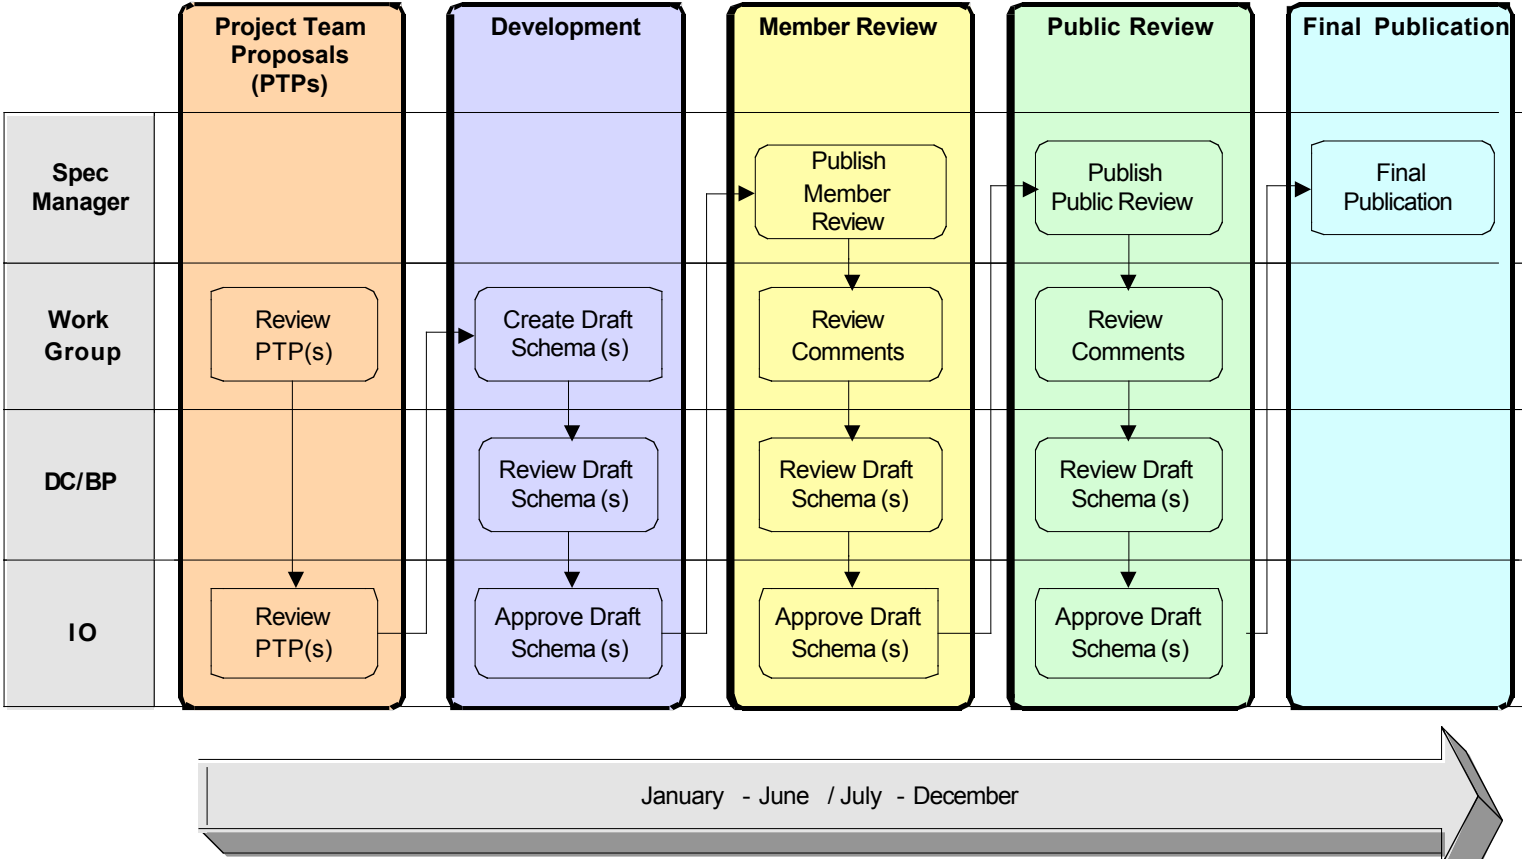 Project Team
Proposals
(PTPs)
Development
Member Review
Public Review
Final Publication
Spec
Manager
Publish
Member
Review
Publish
Public Review
Final
Publication
Work
Group
Review
PTP(s)
Create Draft
Schema (s)
Review
Comments
Review
Comments
DC/BP
Review Draft
Schema (s)
Review Draft
Schema (s)
Review Draft
Schema (s)
IO
Review
PTP(s)
Approve Draft
Schema (s)
Approve Draft
Schema (s)
Approve Draft
Schema (s)
January - June / July - December